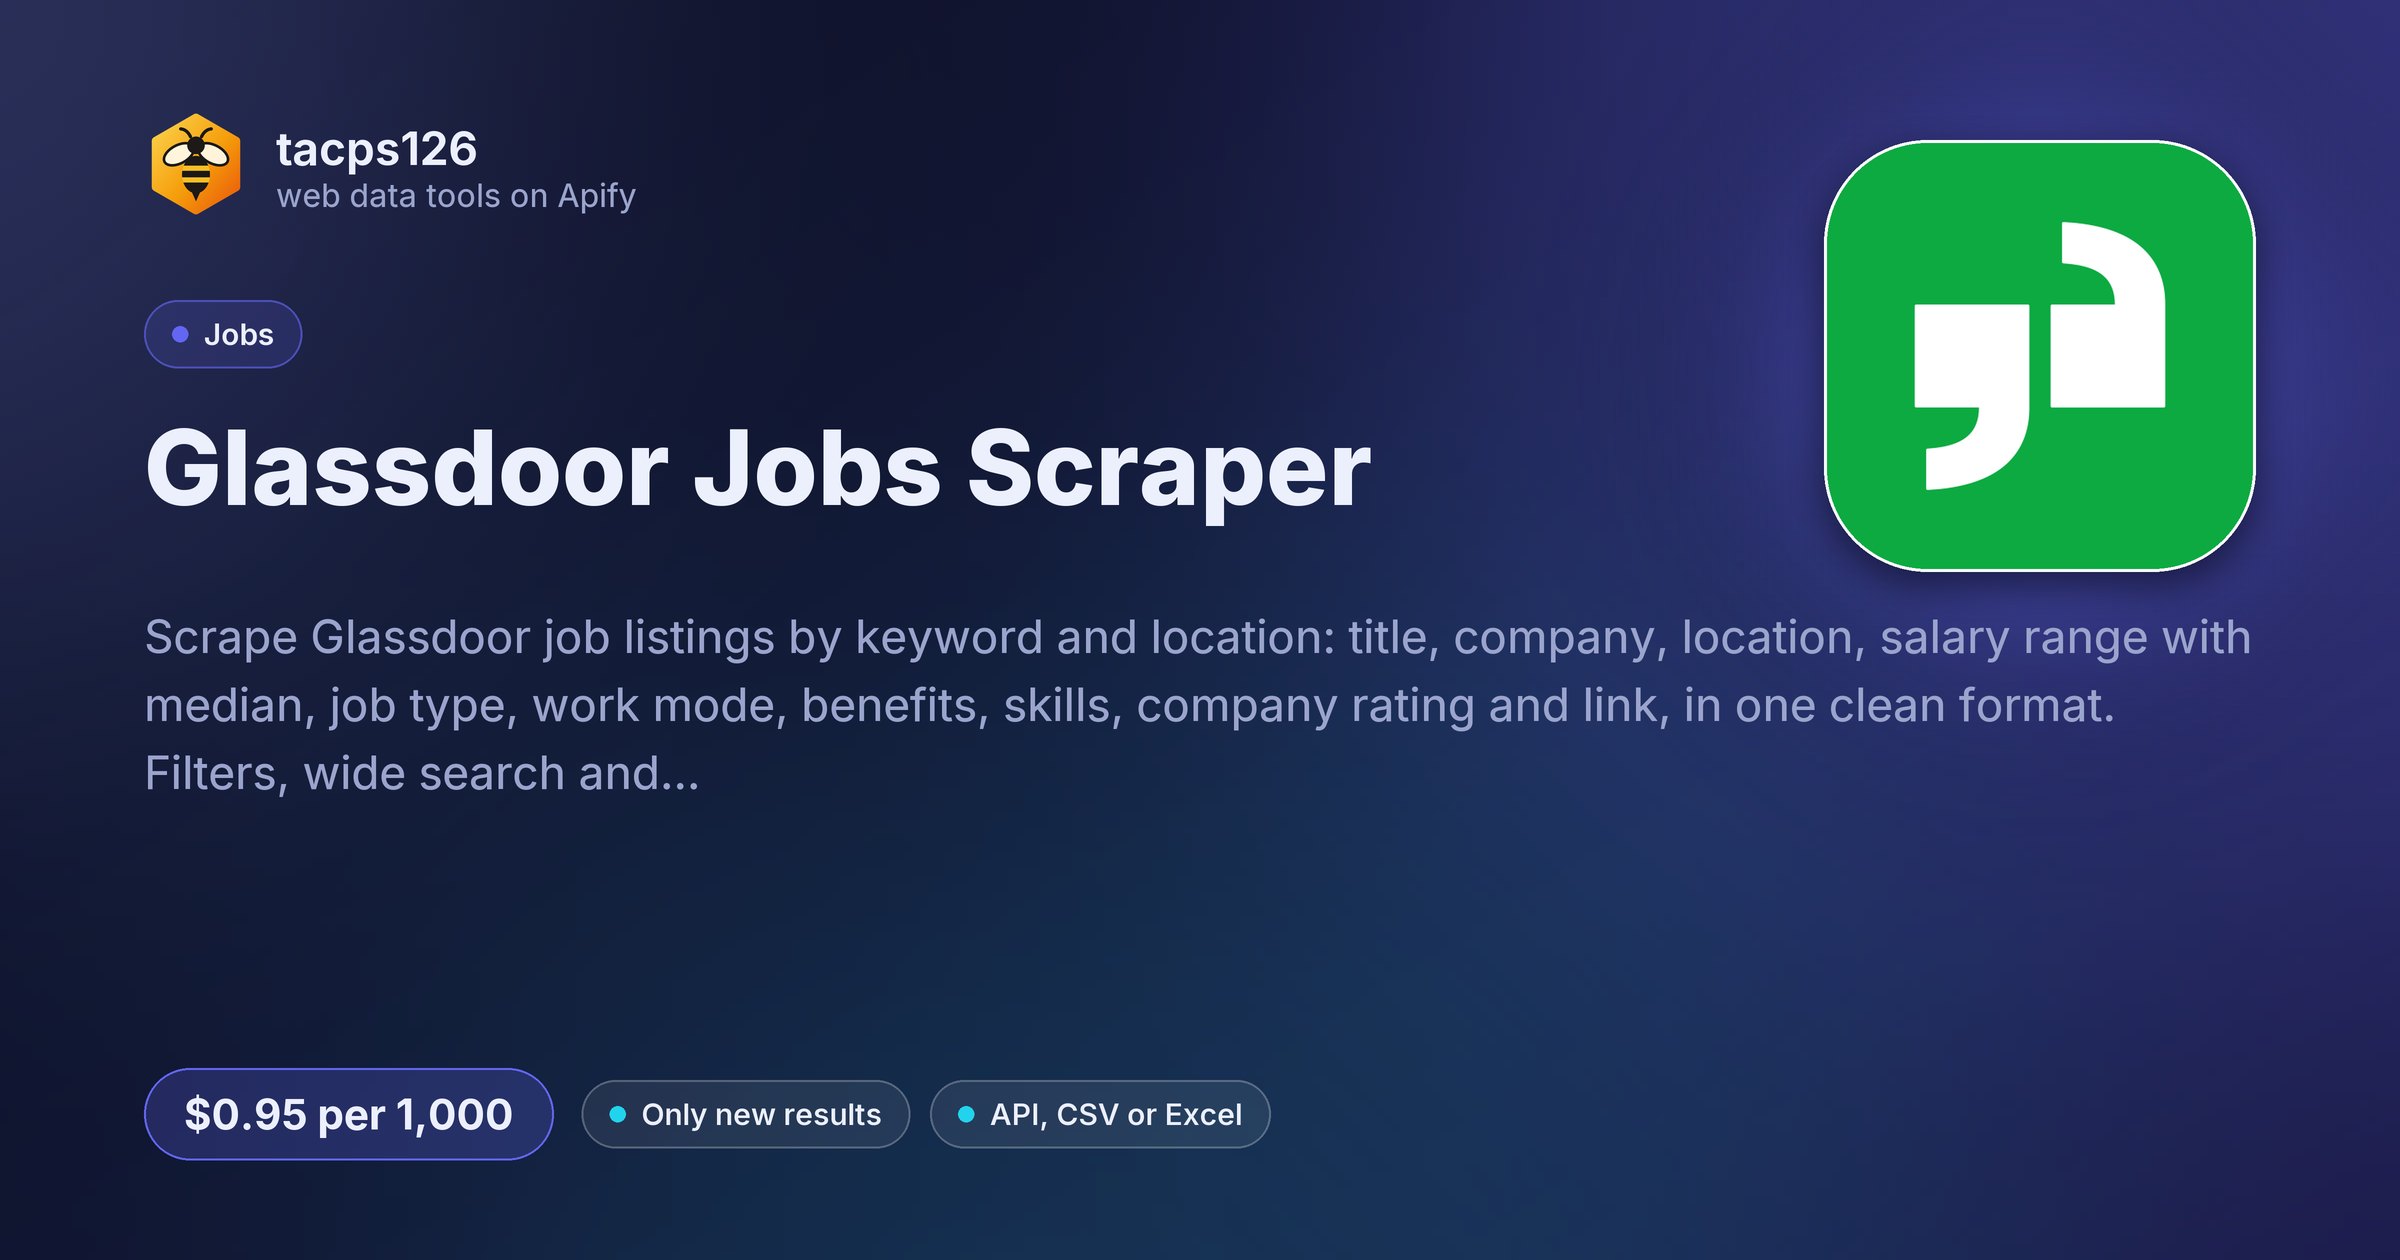 tacps126
web data tools on Apify
Jobs
Glassdoor Jobs Scraper
Scrape Glassdoor job listings by keyword and location: title, company, location, salary range with
median, job type, work mode, benefits, skills, company rating and link, in one clean format.
Filters, wide search and...
$0.95 per 1,000
Only new results
API, CSV or Excel